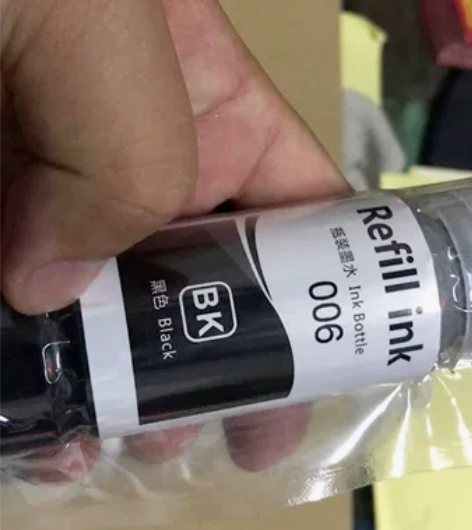 Refill ink
瓶装墨水 Ink Bottle
006
BK
黑色 Black